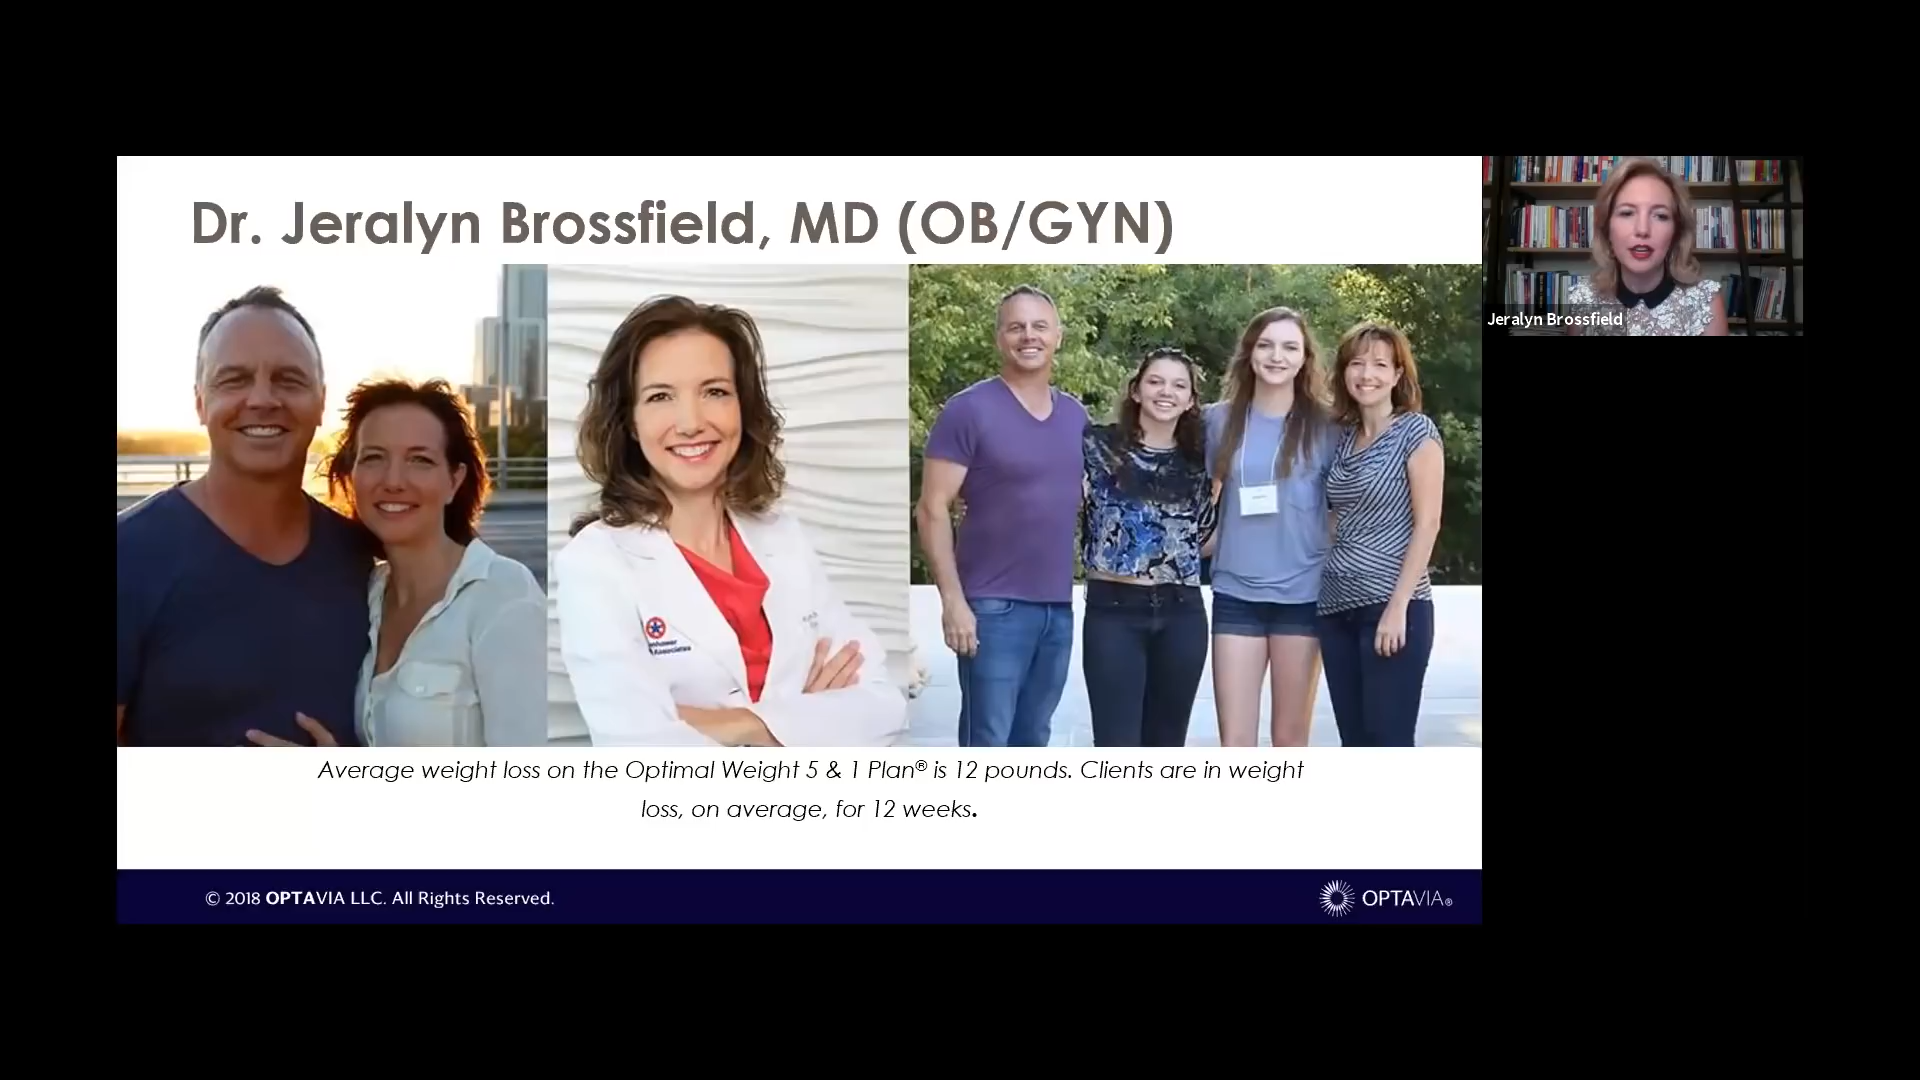 Dr. Jeralyn Brossfield, MD (OB/GYN)
Jeralyn Brossfield
Associates
Average weight loss on the Optimal Weight 5 & 1 Plan® is 12 pounds. Clients are in weight
loss, on average, for 12 weeks.
© 2018 OPTAVIA LLC. All Rights Reserved.
OPTAVIA®